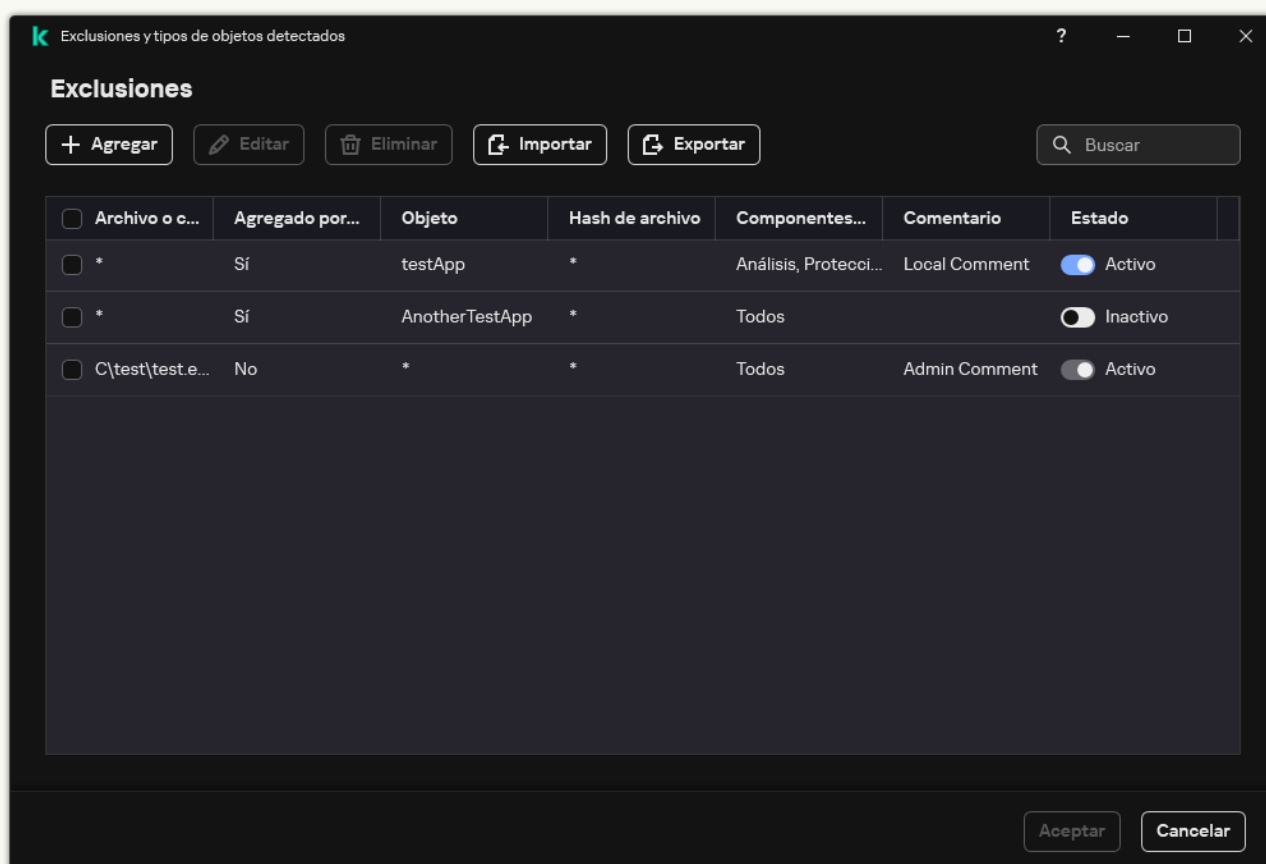 Exclusiones y tipos de objetos detectados ?
Exclusiones
Agregar Editar Eliminar Importar Exportar Buscar
Archivo o c... Agregado por... Objeto Hash de archivo Componentes... Comentario Estado
* Sí testApp * Análisis, Protecci... Local Comment Activo
* Sí AnotherTestApp * Todos Inactivo
C\test\test.e... No * * Todos Admin Comment Activo
Aceptar Cancelar